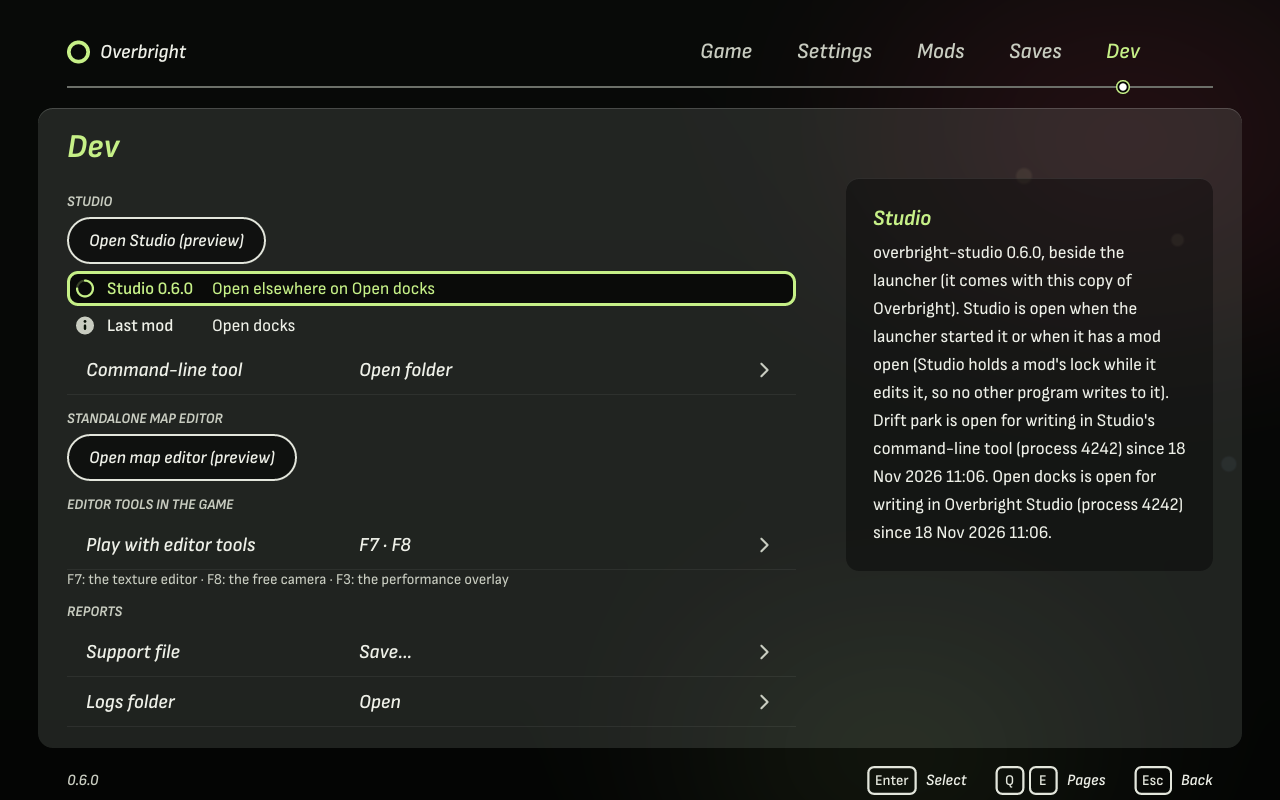 Overbright
Game
Settings
Mods
Saves
Dev
Dev
STUDIO
Open Studio (preview)
Studio 0.6.0 Open elsewhere on Open docks
Last mod Open docks
Command-line tool Open folder
STANDALONE MAP EDITOR
Open map editor (preview)
EDITOR TOOLS IN THE GAME
Play with editor tools F7 · F8
F7: the texture editor · F8: the free camera · F3: the performance overlay
REPORTS
Support file Save...
Logs folder Open
Studio
overbright-studio 0.6.0, beside the
launcher (it comes with this copy of
Overbright). Studio is open when the
launcher started it or when it has a mod
open (Studio holds a mod's lock while it
edits it, so no other program writes to it).
Drift park is open for writing in Studio's
command-line tool (process 4242) since 18
Nov 2026 11:06. Open docks is open for
writing in Overbright Studio (process 4242)
since 18 Nov 2026 11:06.
0.6.0
Enter Select
Q E Pages
Esc Back